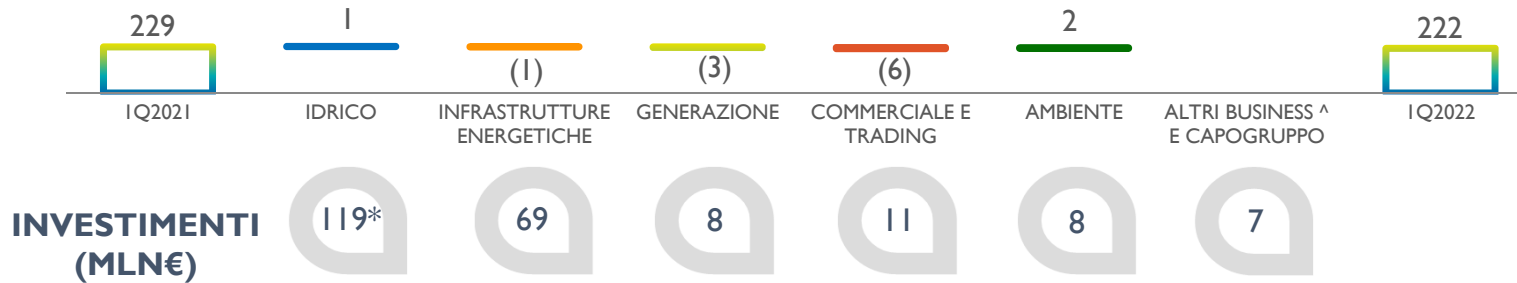 229
1
(1)
(3)
(6)
2
222
1Q2021
IDRICO
INFRASTRUTTURE
ENERGETICHE
GENERAZIONE
COMMERCIALE E
TRADING
AMBIENTE
ALTRI BUSINESS ^
E CAPOGRUPPO
1Q2022
INVESTIMENTI
(MLN€)
119*
69
8
11
8
7